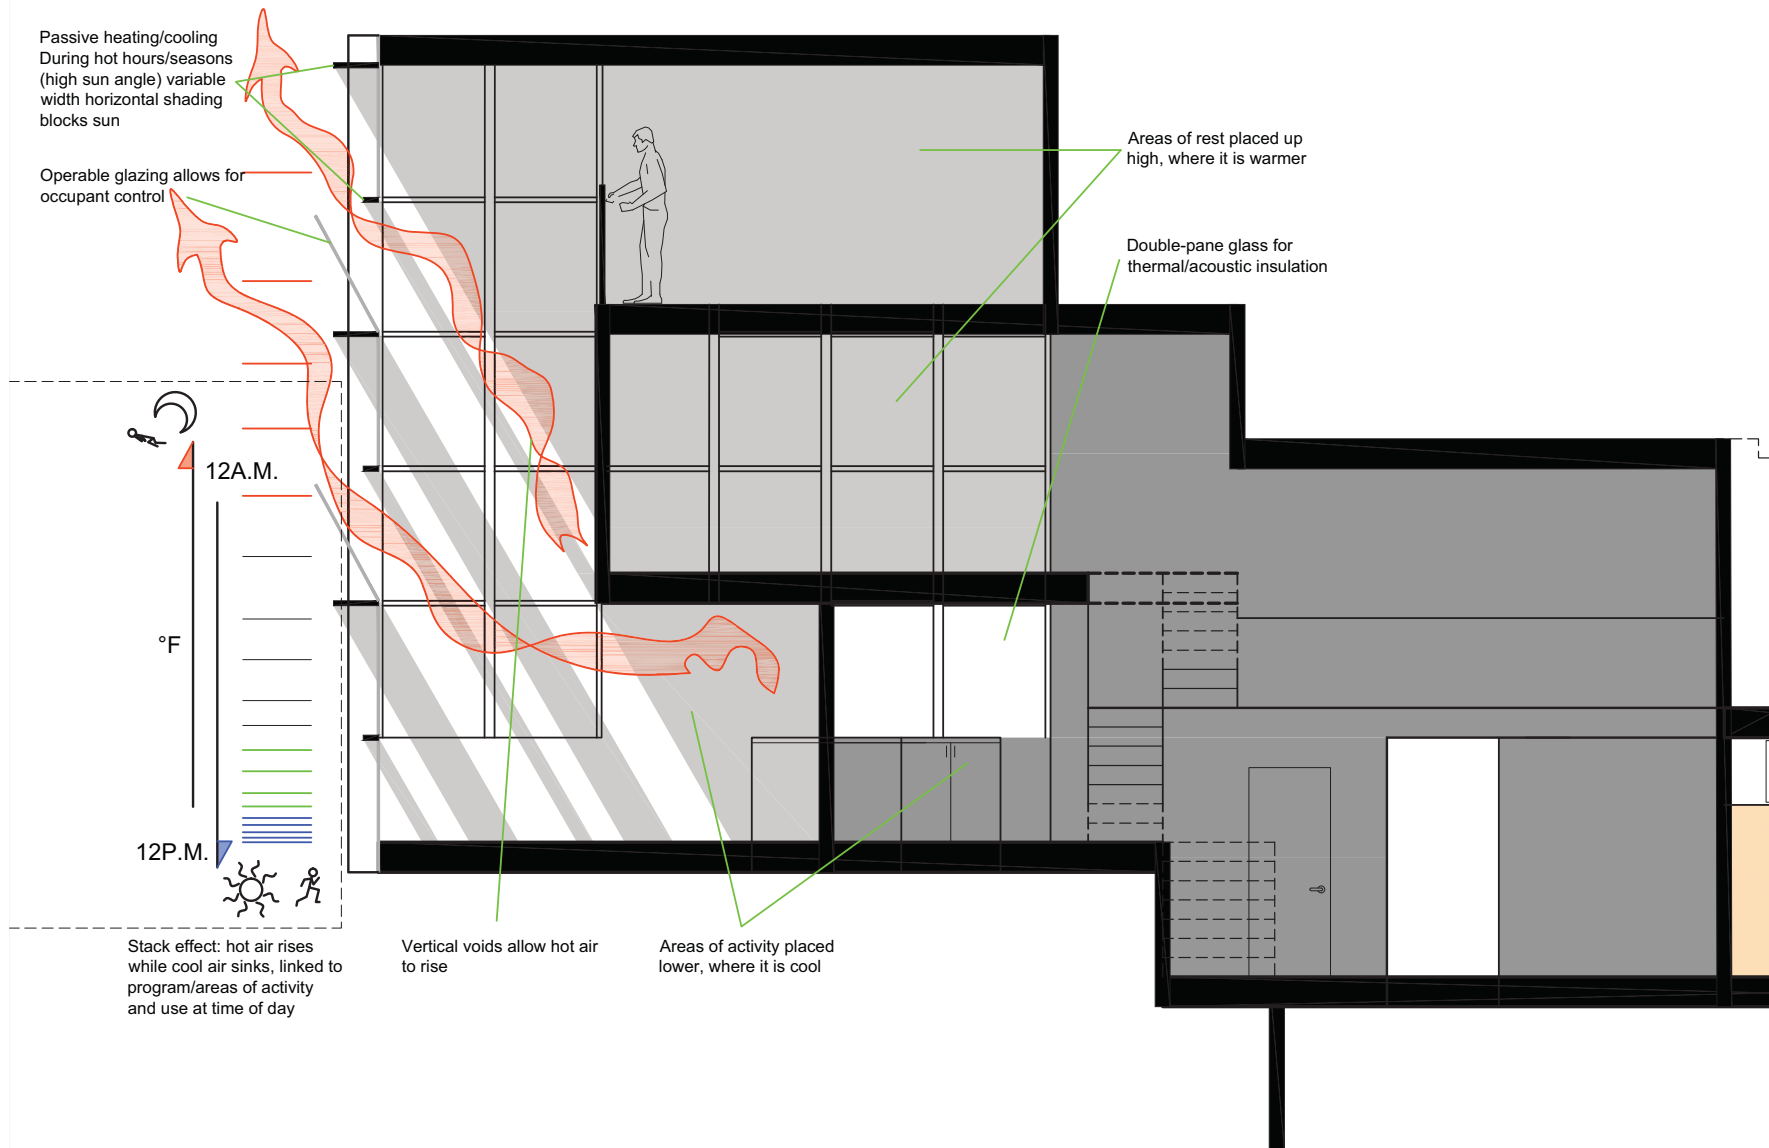 Passive heating/cooling
During hot hours/seasons
(high sun angle) variable
width horizontal shading
blocks sun
Operable glazing allows for
occupant control
Areas of rest placed up
high, where it is warmer
Double-pane glass for
thermal/acoustic insulation
12A.M.
°F
12P.M.
Stack effect: hot air rises
while cool air sinks, linked to
program/areas of activity
and use at time of day
Vertical voids allow hot air
to rise
Areas of activity placed
lower, where it is cool